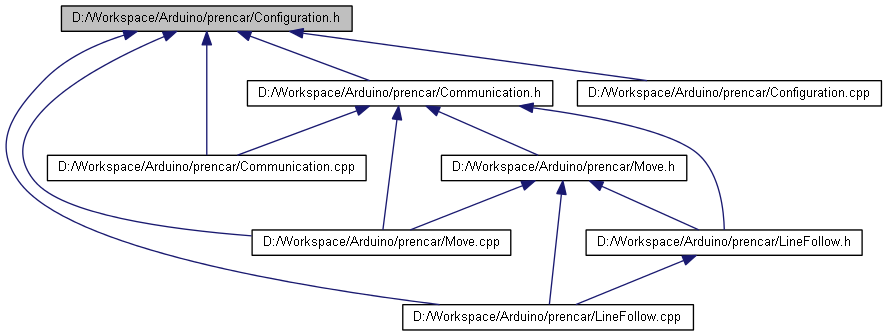 D:/Workspace/Arduino/prencar/Configuration.h
D:/Workspace/Arduino/prencar/Communication.h
D:/Workspace/Arduino/prencar/Configuration.cpp
D:/Workspace/Arduino/prencar/Communication.cpp
D:/Workspace/Arduino/prencar/Move.h
D:/Workspace/Arduino/prencar/Move.cpp
D:/Workspace/Arduino/prencar/LineFollow.h
D:/Workspace/Arduino/prencar/LineFollow.cpp